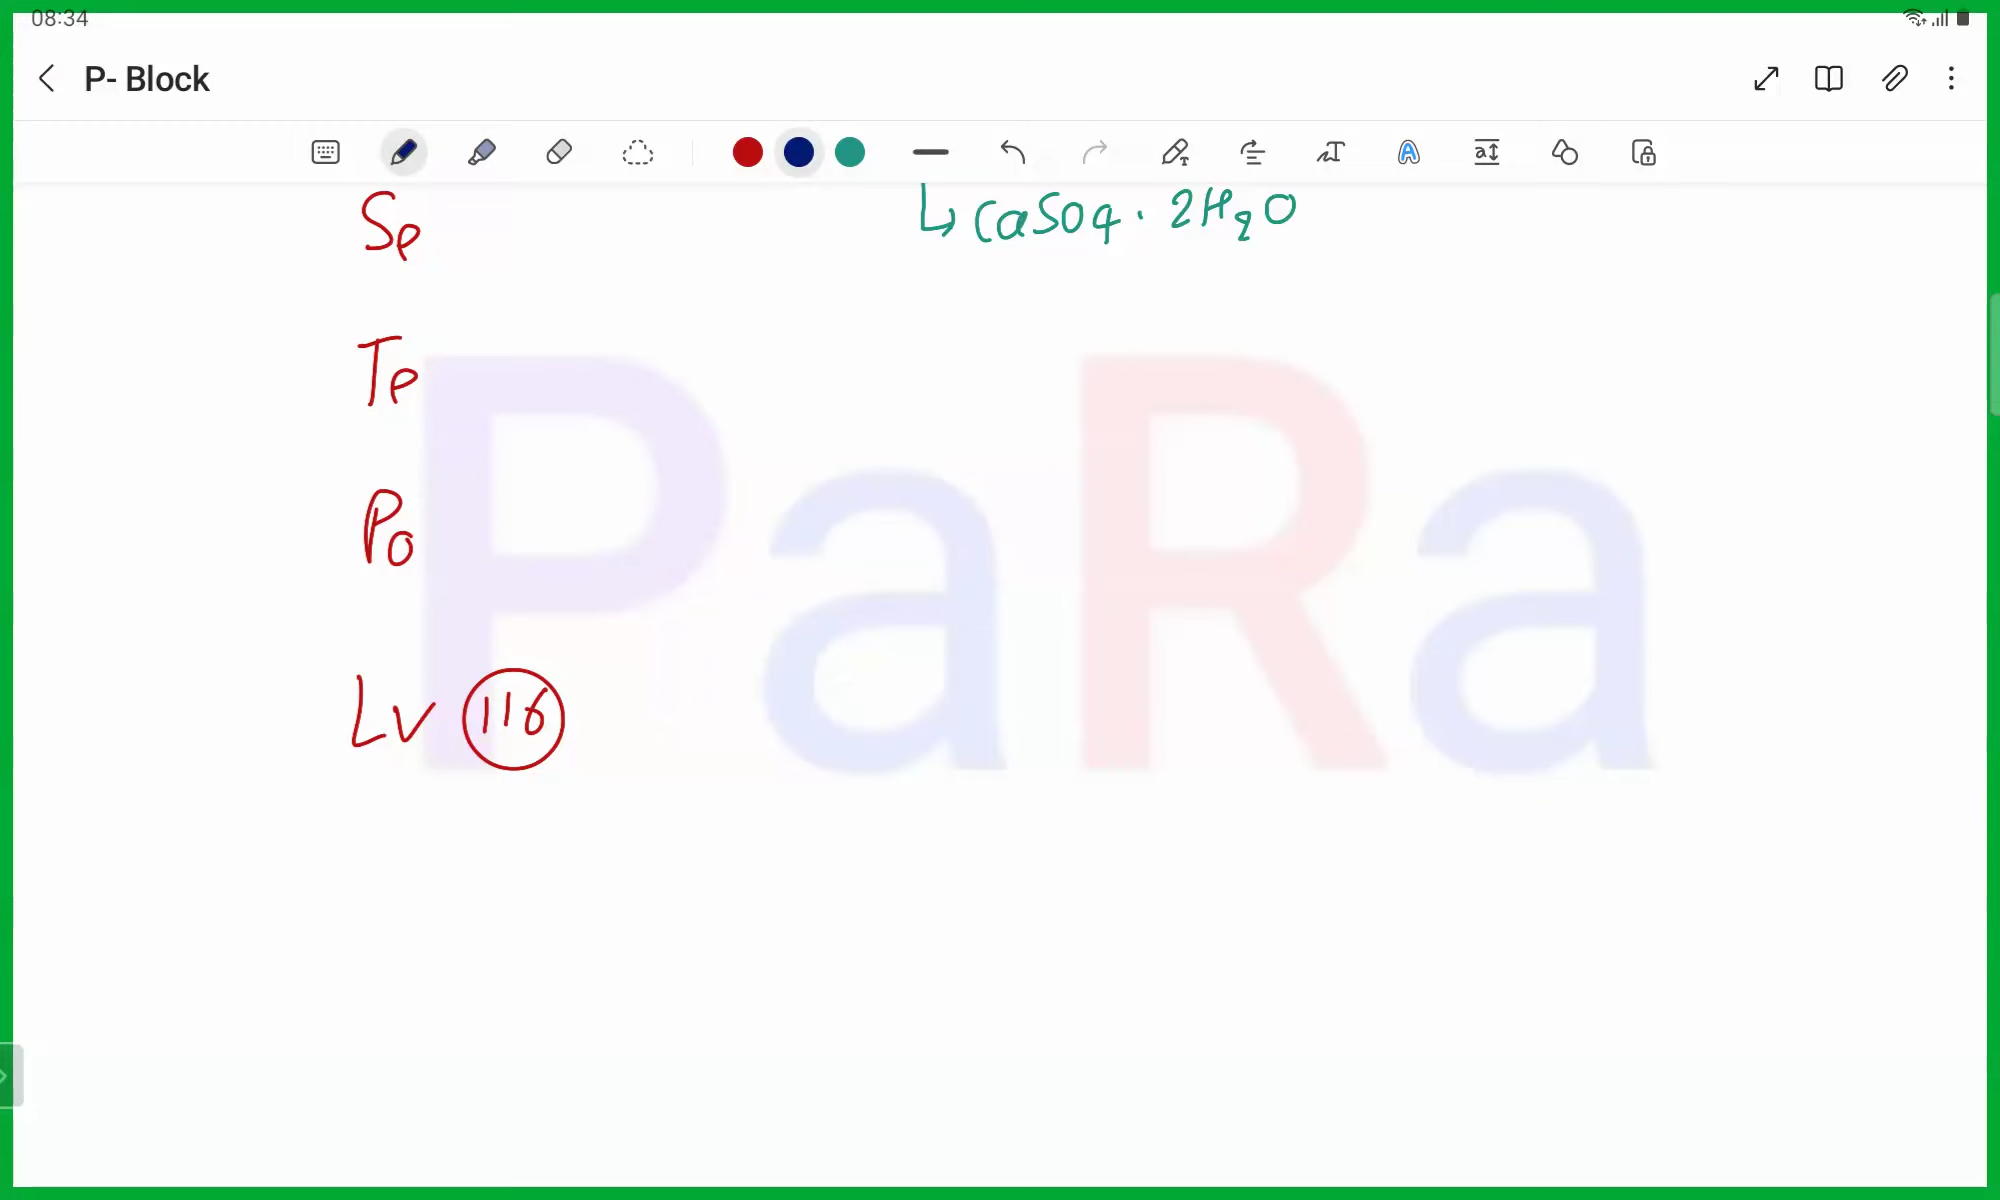 08:34
P- Block
Se
↳ CaSO4 · 2H2O
Te
Po
Lv 116
PaRa